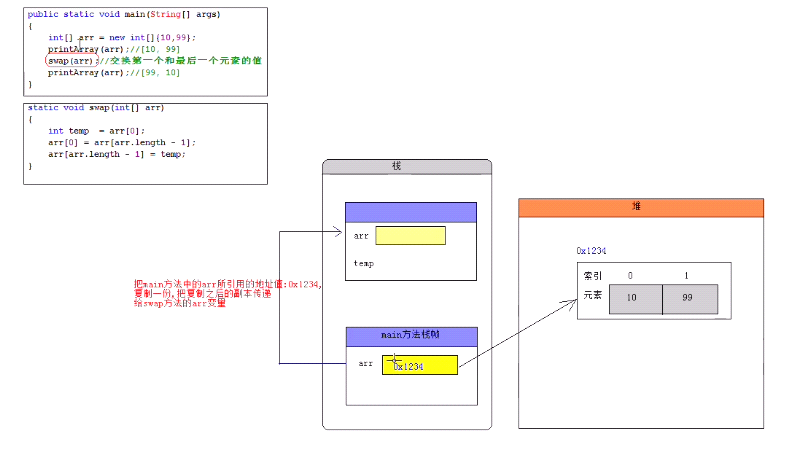 public static void main(String[] args)
{
int[] arr = new int[]{10,99};
printArray(arr);//[10, 99]
swap(arr);//交换第一个和最后一个元素的值
printArray(arr);//[99, 10]
}
static void swap(int[] arr)
{
int temp = arr[0];
arr[0] = arr[arr.length - 1];
arr[arr.length - 1] = temp;
}
栈
arr
temp
把main方法中的arr所引用的地址值:0x1234,
复制一份,把复制之后的副本传递
给swap方法的arr变量
main方法栈帧
arr
0x1234
堆
0x1234
索引 0 1
元素 10 99